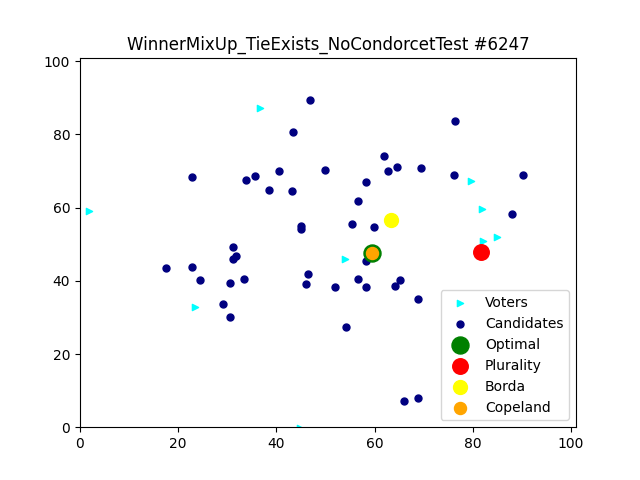 WinnerMixUp_TieExists_NoCondorcetTest #6247
100
80
60
40
20
0
0 20 40 60 80 100
Voters
Candidates
Optimal
Plurality
Borda
Copeland